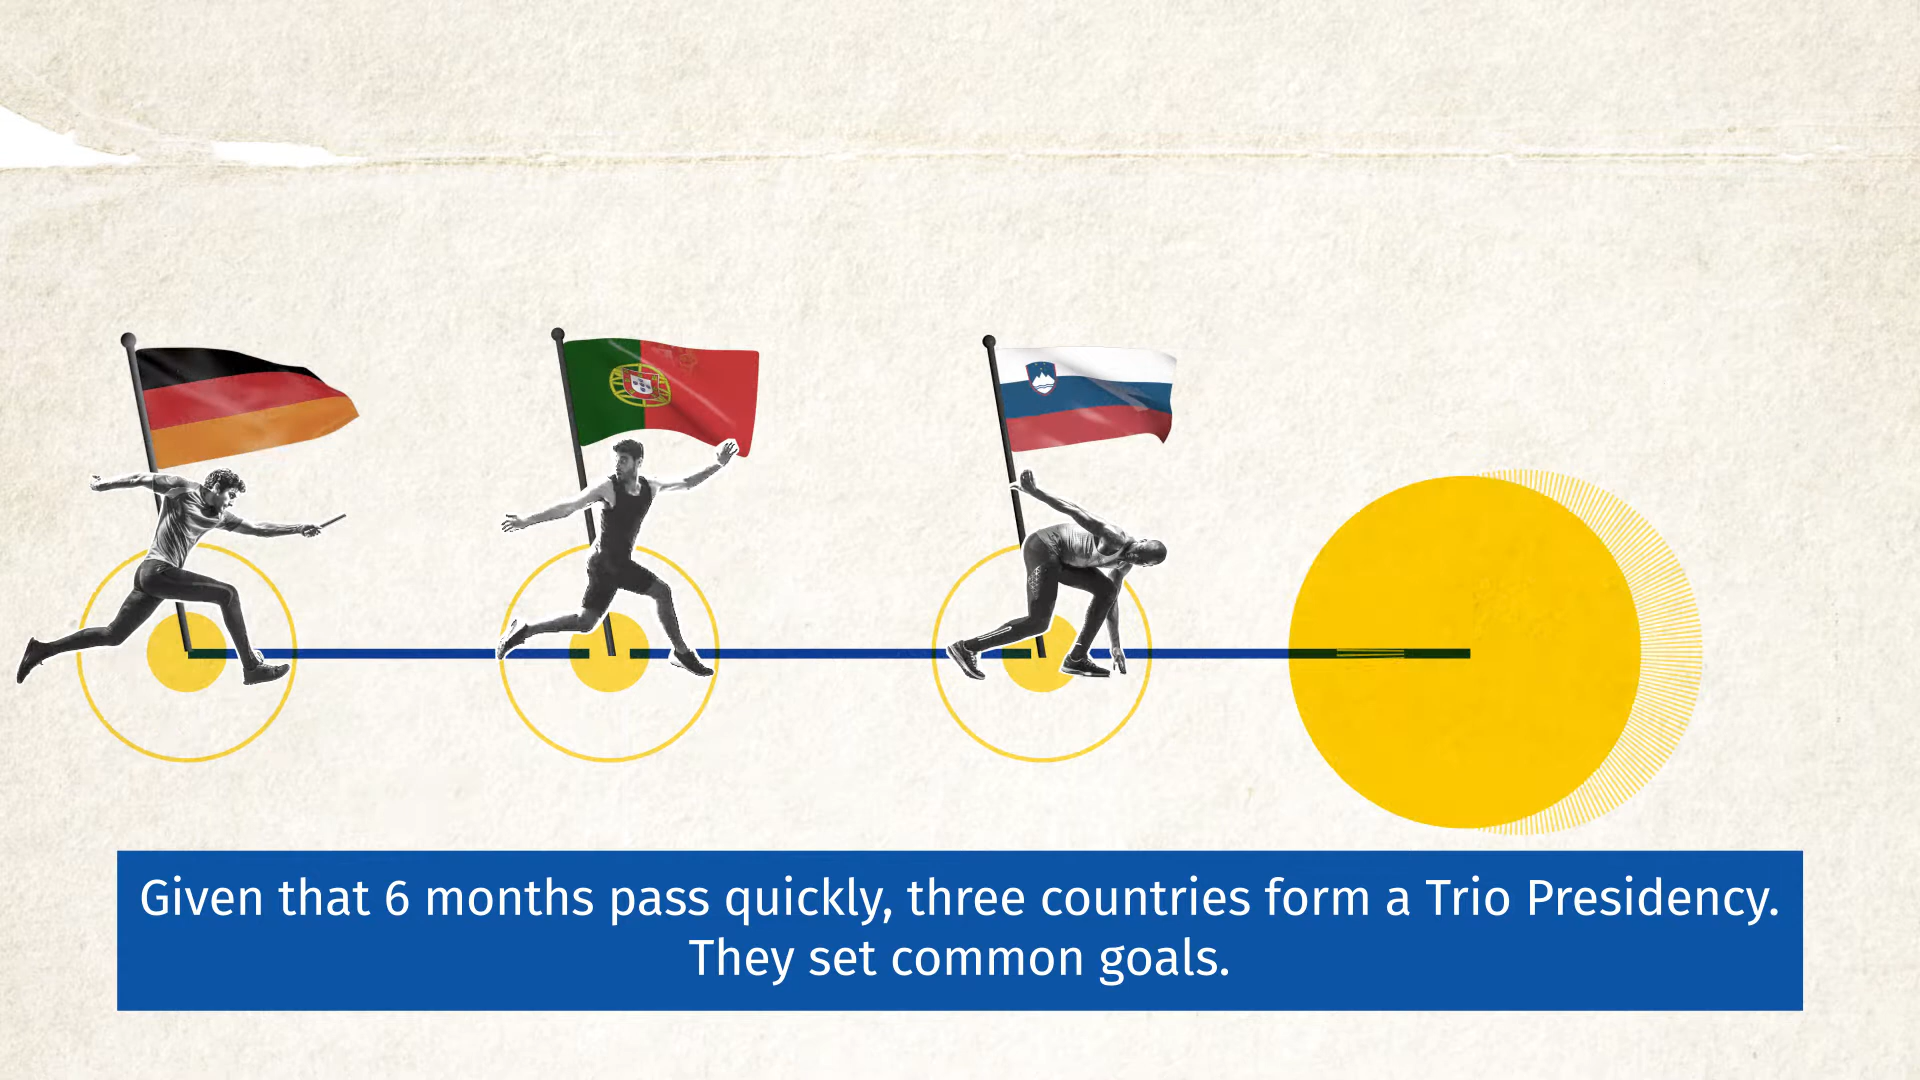 Given that 6 months pass quickly, three countries form a Trio Presidency.
They set common goals.